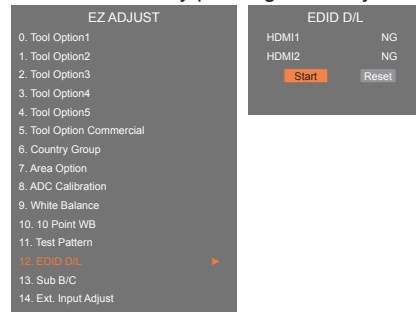 EZ ADJUST
0. Tool Option1
1. Tool Option2
2. Tool Option3
3. Tool Option4
4. Tool Option5
5. Tool Option Commercial
6. Country Group
7. Area Option
8. ADC Calibration
9. White Balance
10. 10 Point WB
11. Test Pattern
12. EDID D/L ►
13. Sub B/C
14. Ext. Input Adjust
EDID D/L
HDMI1 NG
HDMI2 NG
Start Reset